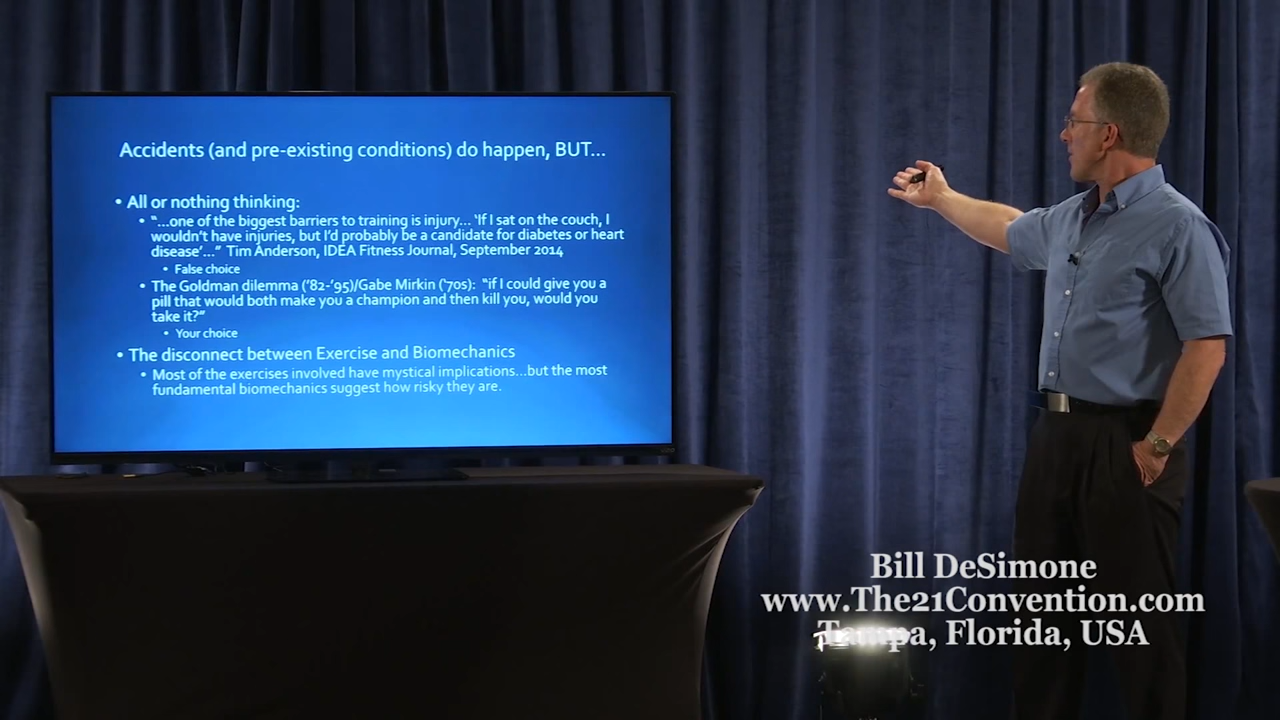 Accidents (and pre-existing conditions) do happen, BUT...
• All or nothing thinking:
• “...one of the biggest barriers to training is injury... ‘If I sat on the couch, I
wouldn’t have injuries, but I’d probably be a candidate for diabetes or heart
disease’...” Tim Anderson, IDEA Fitness Journal, September 2014
• False choice
• The Goldman dilemma (’82-’95)/Gabe Mirkin (‘70s): “if I could give you a
pill that would both make you a champion and then kill you, would you
take it?”
• Your choice
• The disconnect between Exercise and Biomechanics
• Most of the exercises involved have mystical implications...but the most
fundamental biomechanics suggest how risky they are.
Bill DeSimone
www.The21Convention.com
Tampa, Florida, USA